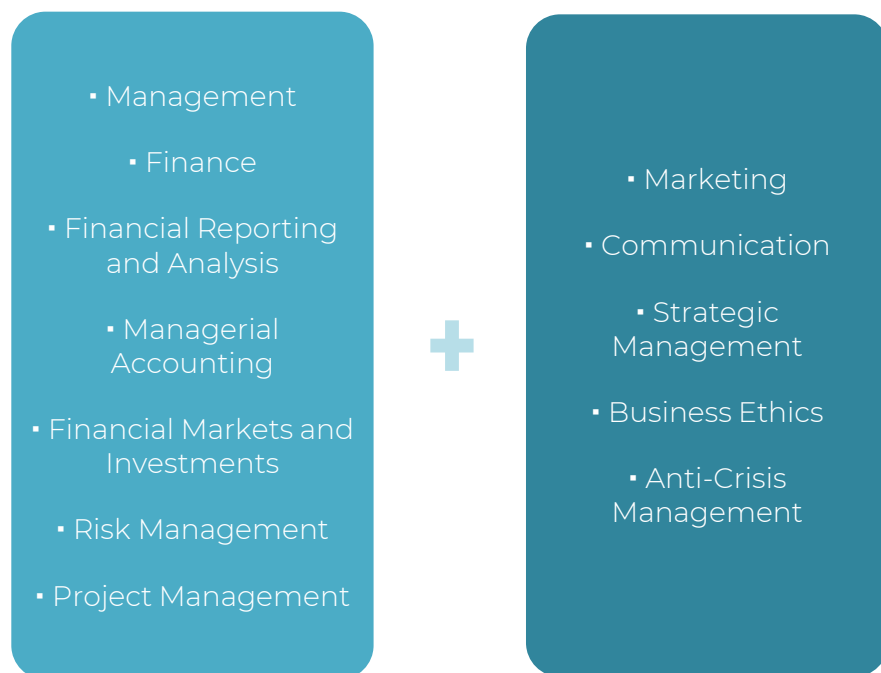 ▪ Management
▪ Finance
▪ Financial Reporting
and Analysis
▪ Managerial
Accounting
▪ Financial Markets and
Investments
▪ Risk Management
▪ Project Management
▪ Marketing
▪ Communication
▪ Strategic
Management
▪ Business Ethics
▪ Anti-Crisis
Management